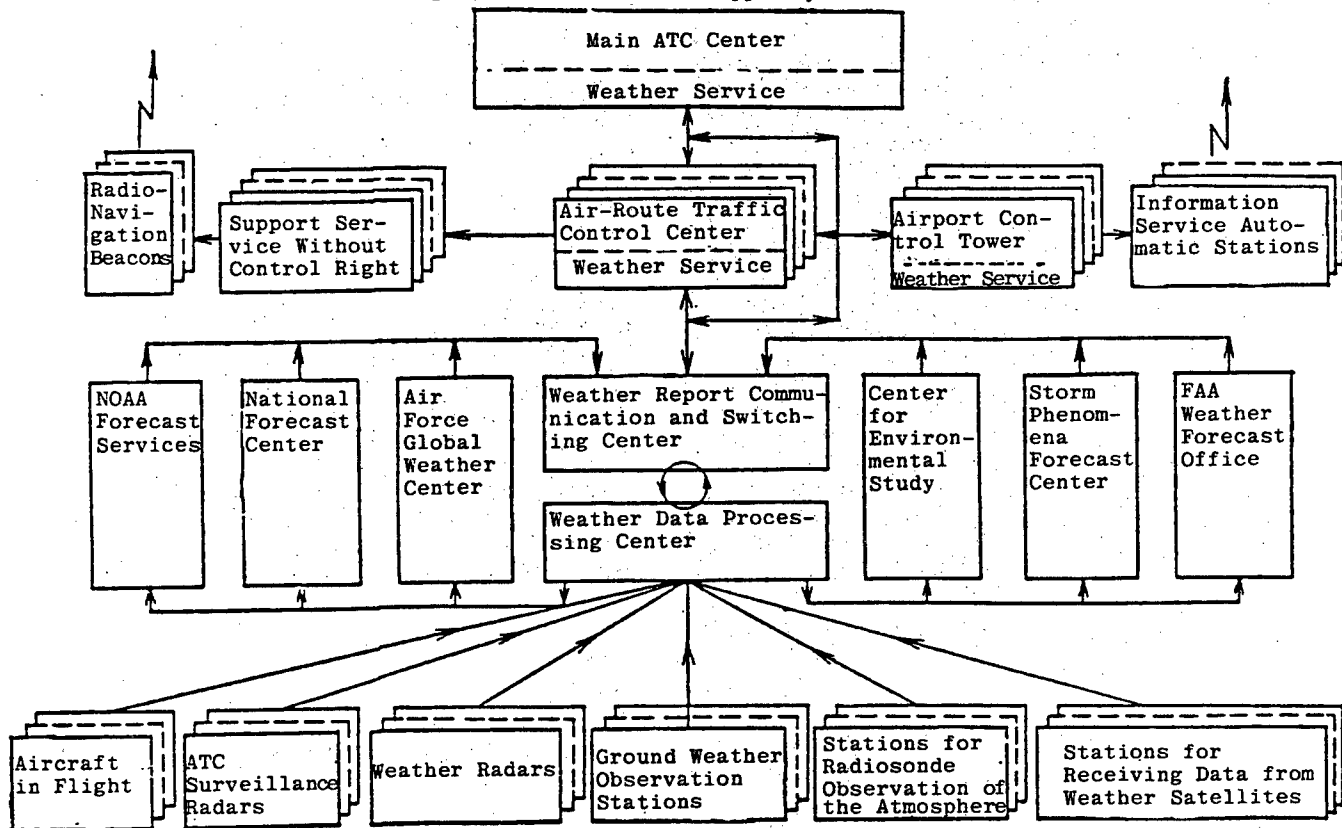 Main ATC Center
Weather Service
Radio-
Navi-
gation
Beacons
Support Ser-
vice Without
Control Right
Air-Route Traffic
Control Center
Weather Service
Airport Con-
trol Tower
Weather Service
Information
Service Auto-
matic Stations
NOAA
Forecast
Services
National
Forecast
Center
Air
Force
Global
Weather
Center
Weather Report Commu-
nication and Switch-
ing Center
Center
for
Environ-
mental
Study
Storm
Phenom-
ena
Forecast
Center
FAA
Weather
Forecast
Office
Weather Data Proces-
sing Center
Aircraft
in Flight
ATC
Surveillance
Radars
Weather Radars
Ground Weather
Observation
Stations
Stations for
Radiosonde
Observation of
the Atmosphere
Stations for
Receiving Data from
Weather Satellites